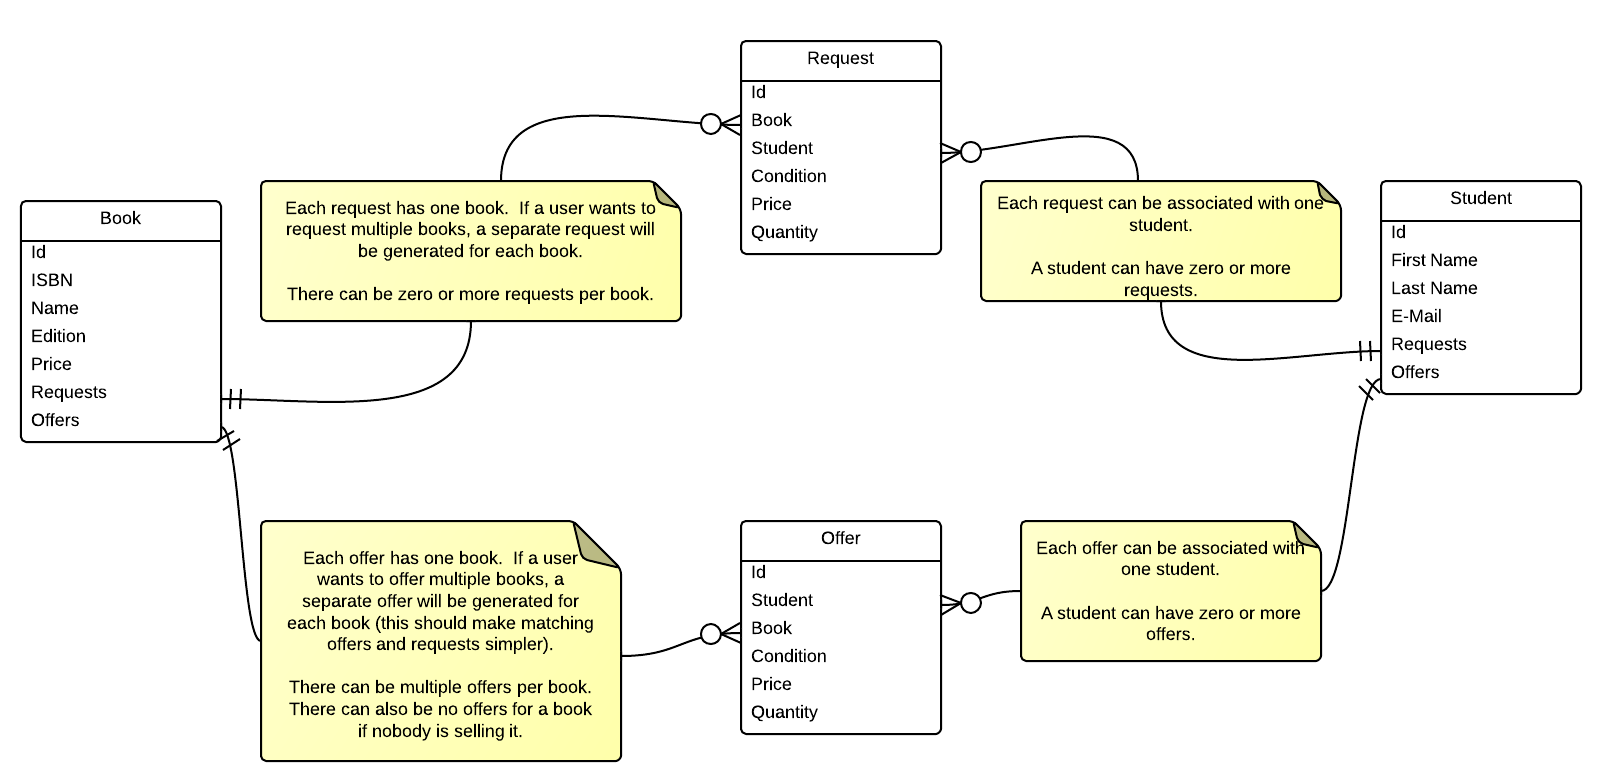 Request
Id
Book
Student
Condition
Price
Quantity
Book
Id
ISBN
Name
Edition
Price
Requests
Offers
Each request has one book.  If a user wants to
request multiple books, a separate request will
be generated for each book.
There can be zero or more requests per book.
Each request can be associated with one
student.
A student can have zero or more
requests.
Student
Id
First Name
Last Name
E-Mail
Requests
Offers
Each offer has one book.  If a user
wants to offer multiple books, a
separate offer will be generated for
each book (this should make matching
offers and requests simpler).
There can be multiple offers per book.
There can also be no offers for a book
if nobody is selling it.
Offer
Id
Student
Book
Condition
Price
Quantity
Each offer can be associated with
one student.
A student can have zero or more
offers.